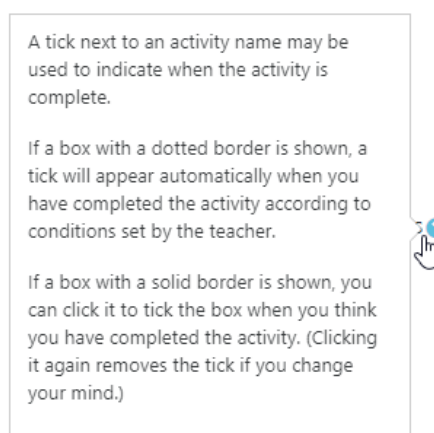 A tick next to an activity name may be
used to indicate when the activity is
complete.
If a box with a dotted border is shown, a
tick will appear automatically when you
have completed the activity according to
conditions set by the teacher.
If a box with a solid border is shown, you
can click it to tick the box when you think
you have completed the activity. (Clicking
it again removes the tick if you change
your mind.)